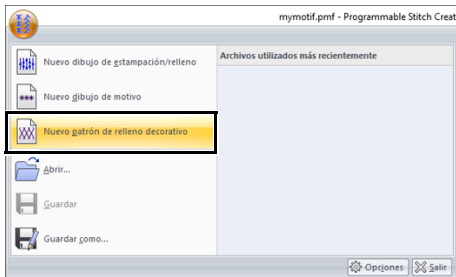 mymotif.pmf - Programmable Stitch Creat
Nuevo dibujo de estampación/relleno
Archivos utilizados más recientemente
Nuevo dibujo de motivo
Nuevo patrón de relleno decorativo
Abrir...
Guardar
Guardar como...
Opciones
Salir